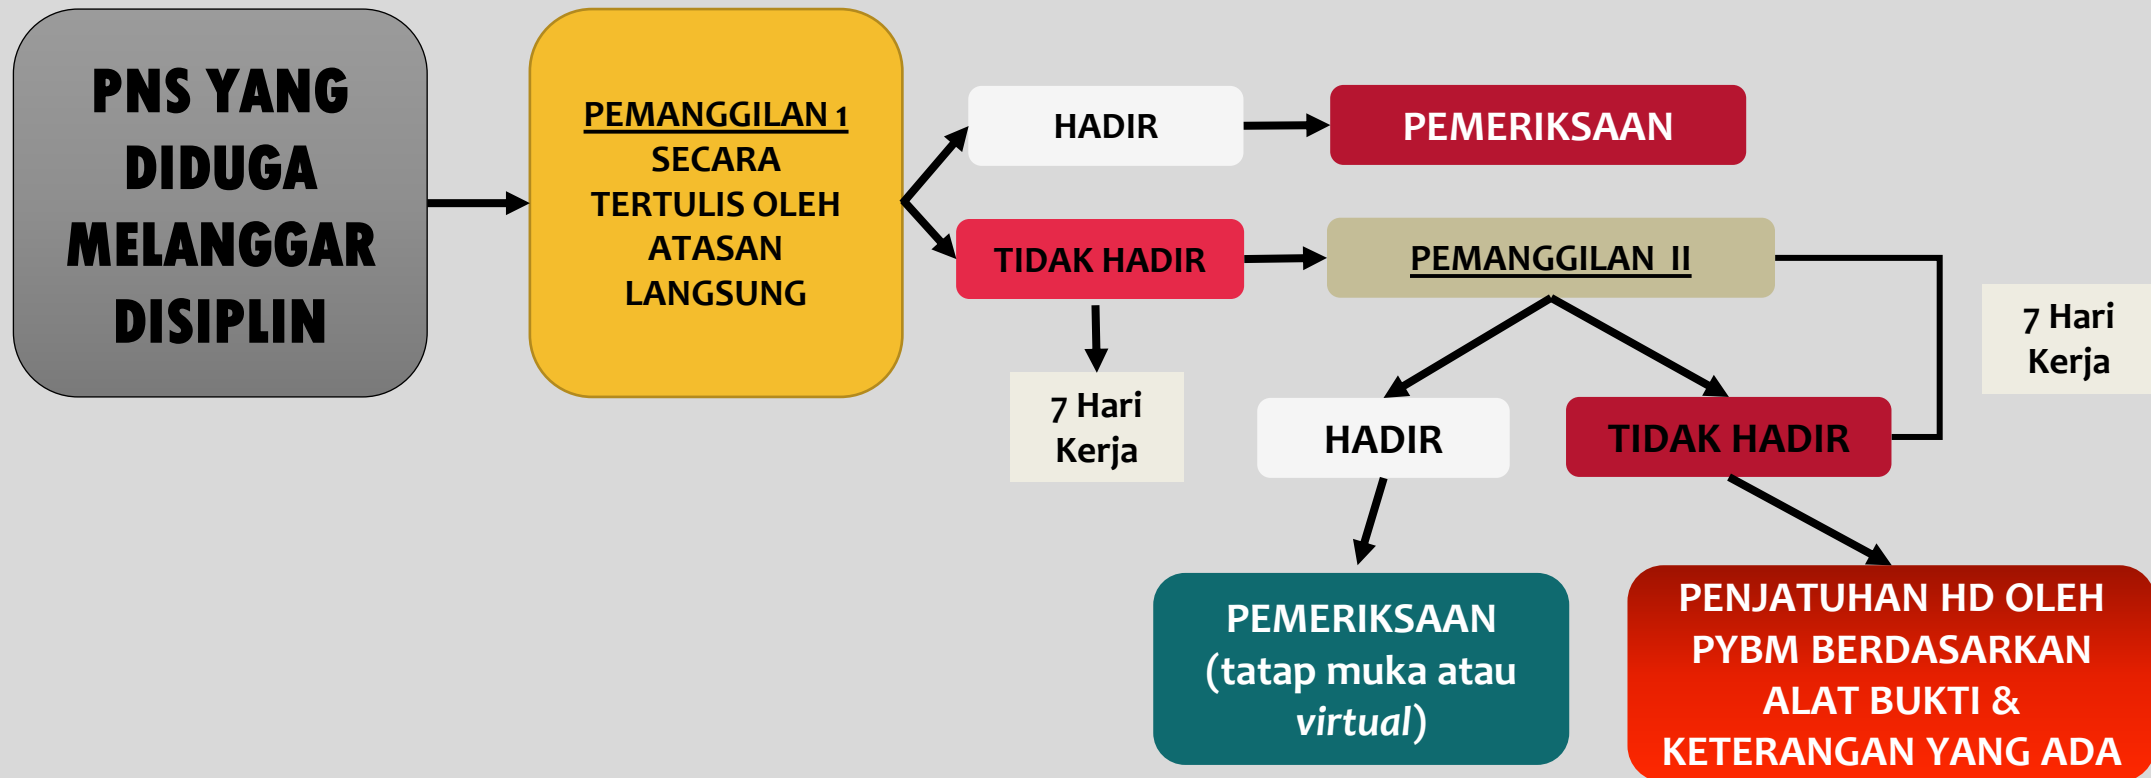 PNS YANG
DIDUGA
MELANGGAR
DISIPLIN
PEMANGGILAN 1
SECARA
TERTULIS OLEH
ATASAN
LANGSUNG
HADIR
PEMERIKSAAN
TIDAK HADIR
PEMANGGILAN II
7 Hari
Kerja
7 Hari
Kerja
HADIR
TIDAK HADIR
PEMERIKSAAN
(tatap muka atau
virtual)
PENJATUHAN HD OLEH
PYBM BERDASARKAN
ALAT BUKTI &
KETERANGAN YANG ADA